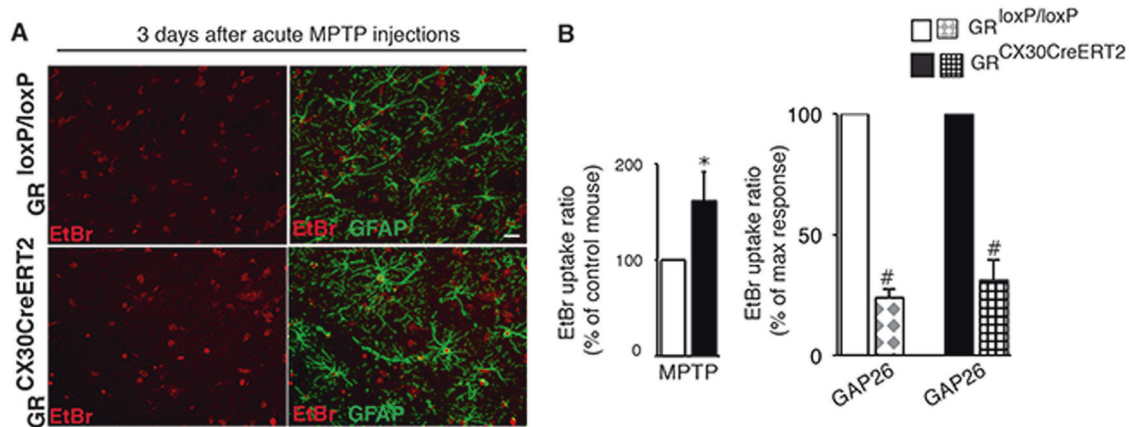 A
3 days after acute MPTP injections
GR loxP/loxP
EtBr
EtBr GFAP
GR CX30CreERT2
EtBr
EtBr GFAP
B
GR loxP/loxP
GR CX30CreERT2
EtBr uptake ratio
(% of control mouse)
200
100
0
*
MPTP
EtBr uptake ratio
(% of max response)
100
50
0
#
#
GAP26
GAP26